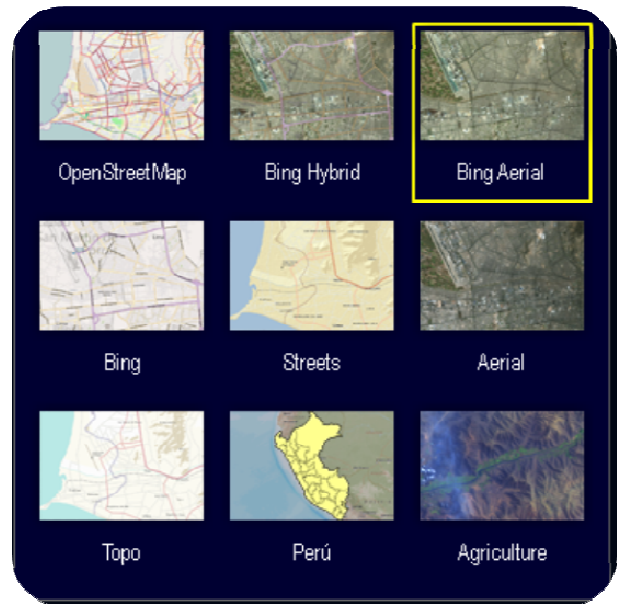 OpenStreetMap
Bing Hybrid
Bing Aerial
Bing
Streets
Aerial
Topo
Perú
Agriculture